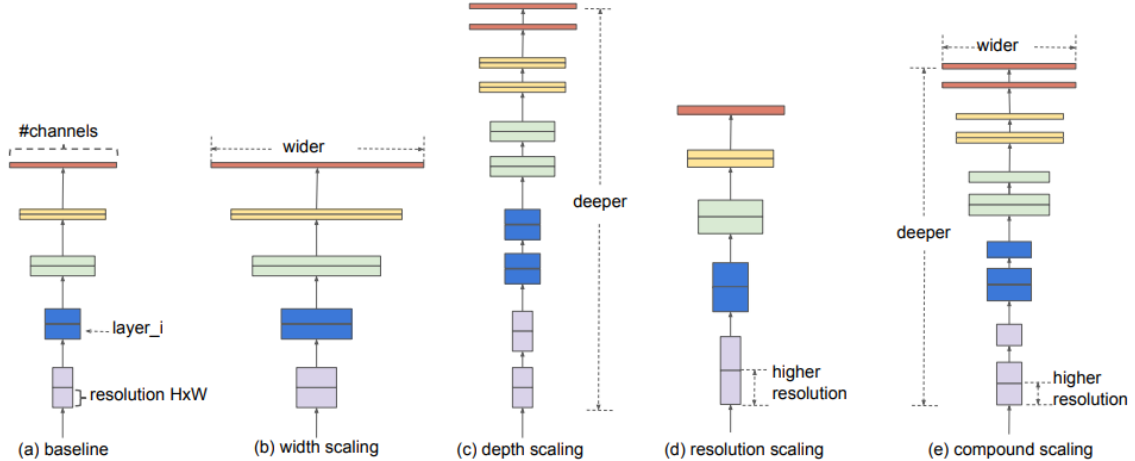 wider
wider
#channels
wider
deeper
deeper
layer_i
higher
resolution
higher
resolution
resolution HxW
(a) baseline
(b) width scaling
(c) depth scaling
(d) resolution scaling
(e) compound scaling